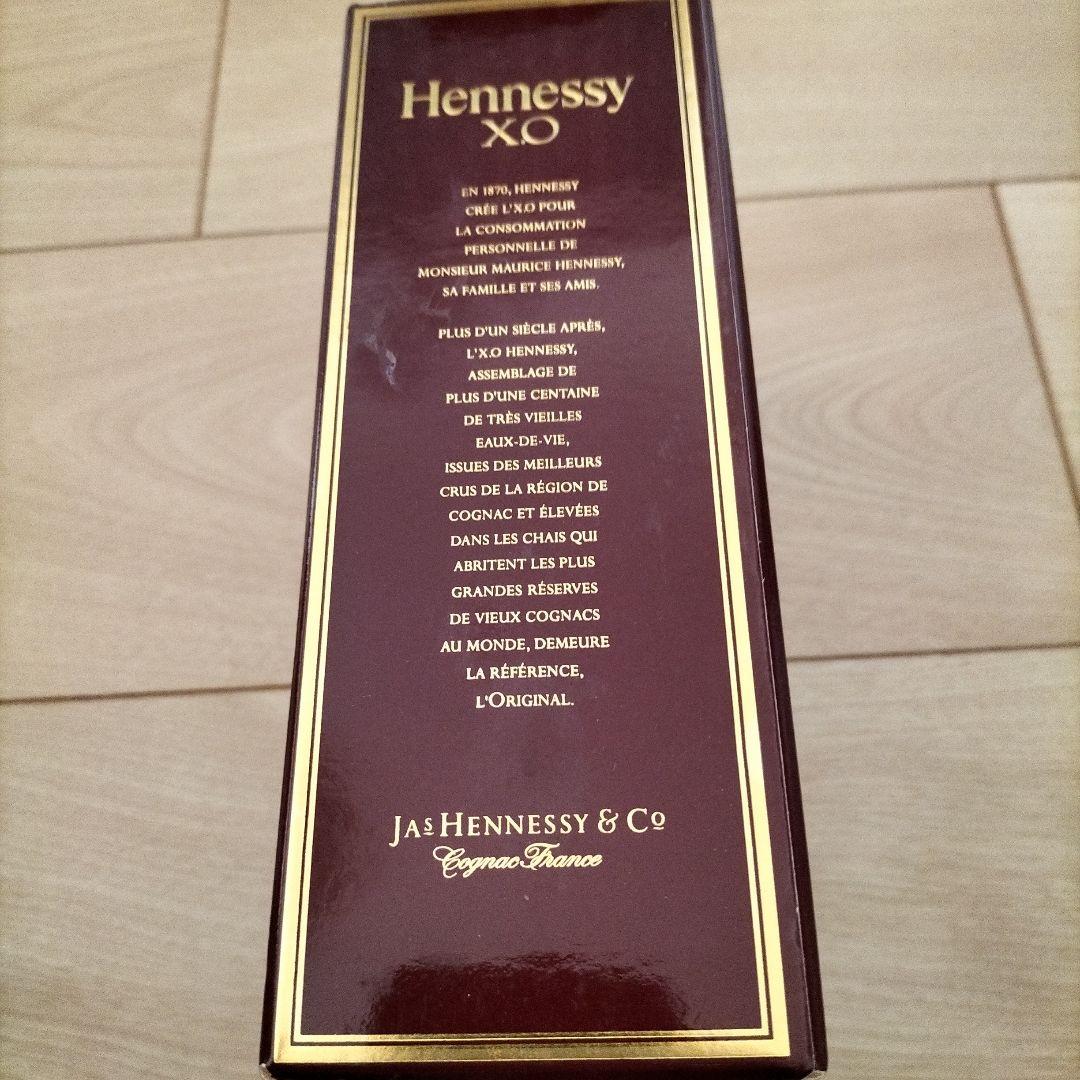 Hennessy
X.O
EN 1870, HENNESSY
CRÉE L'X.O POUR
LA CONSOMMATION
PERSONNELLE DE
MONSIEUR MAURICE HENNESSY,
SA FAMILLE ET SES AMIS.
PLUS D'UN SIÈCLE APRÈS,
L'X.O HENNESSY,
ASSEMBLAGE DE
PLUS D'UNE CENTAINE
DE TRÈS VIEILLES
EAUX-DE-VIE,
ISSUES DES MEILLEURS
CRUS DE LA RÉGION DE
COGNAC ET ÉLEVÉES
DANS LES CHAIS QUI
ABRITENT LES PLUS
GRANDES RÉSERVES
DE VIEUX COGNACS
AU MONDE, DEMEURE
LA RÉFÉRENCE,
L'ORIGINAL.
JAS HENNESSY & Co
Cognac France